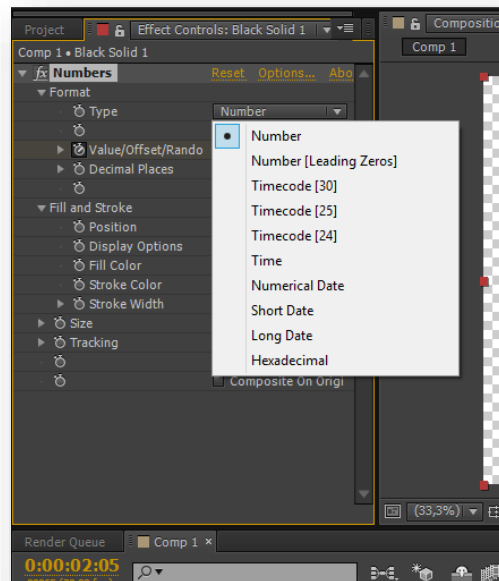 Project
Effect Controls: Black Solid 1
Compositio
Comp 1 • Black Solid 1
Comp 1
fx Numbers
Reset
Options...
Abo
Format
Type
Number
Number
Number [Leading Zeros]
Value/Offset/Rando
Decimal Places
Timecode [30]
Timecode [25]
Timecode [24]
Time
Numerical Date
Short Date
Long Date
Hexadecimal
Fill and Stroke
Position
Display Options
Fill Color
Stroke Color
Stroke Width
Size
Tracking
Composite On Origi
(33,3%)
Render Queue
Comp 1 ×
0:00:02:05